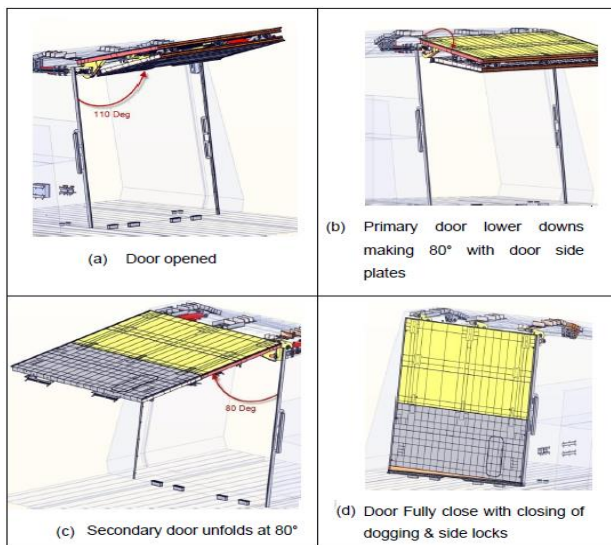 110 Deg
(a) Door opened
(b) Primary door lower downs
making 80° with door side
plates
80 Deg
(c) Secondary door unfolds at 80°
(d) Door Fully close with closing of
dogging & side locks